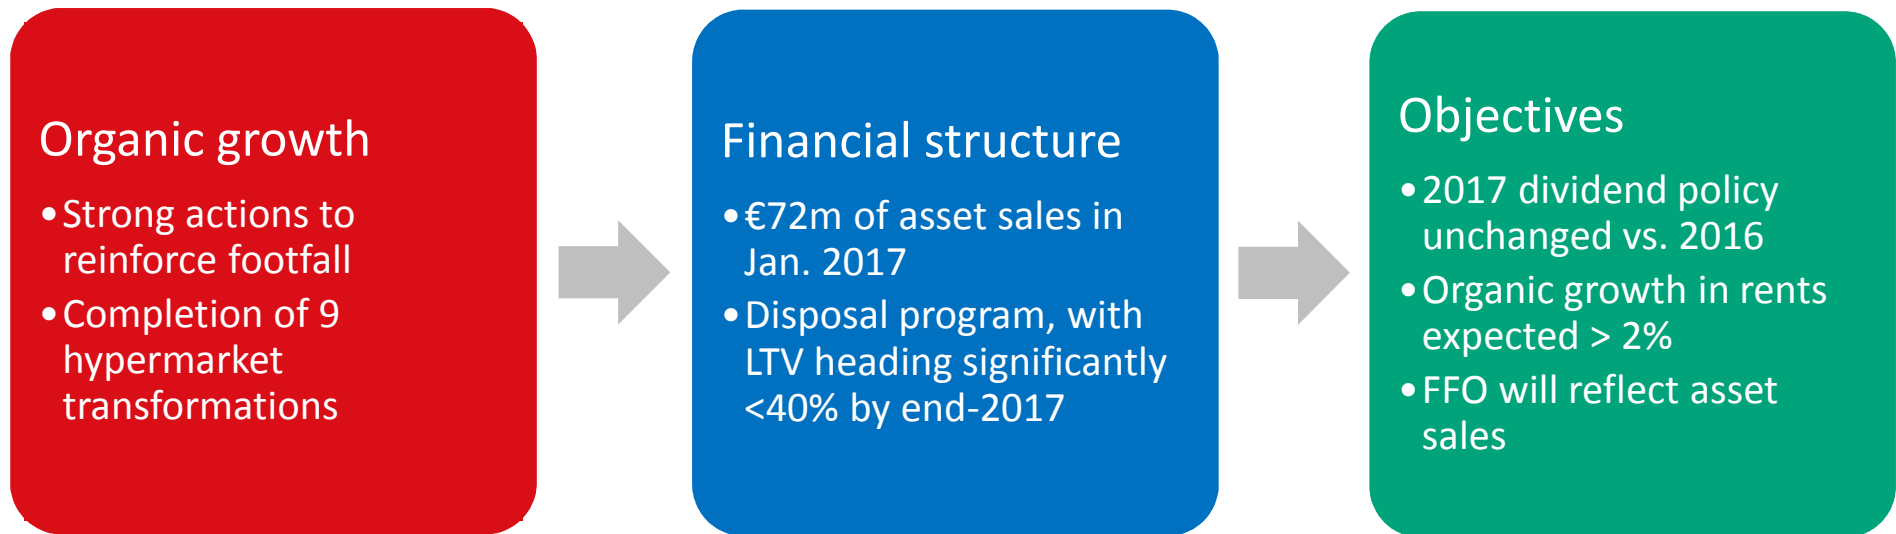 Organic growth
•Strong actions to
reinforce footfall
•Completion of 9
hypermarket
transformations
Financial structure
•€72m of asset sales in
Jan. 2017
•Disposal program, with
LTV heading significantly
<40% by end-2017
Objectives
•2017 dividend policy
unchanged vs. 2016
•Organic growth in rents
expected > 2%
•FFO will reflect asset
sales